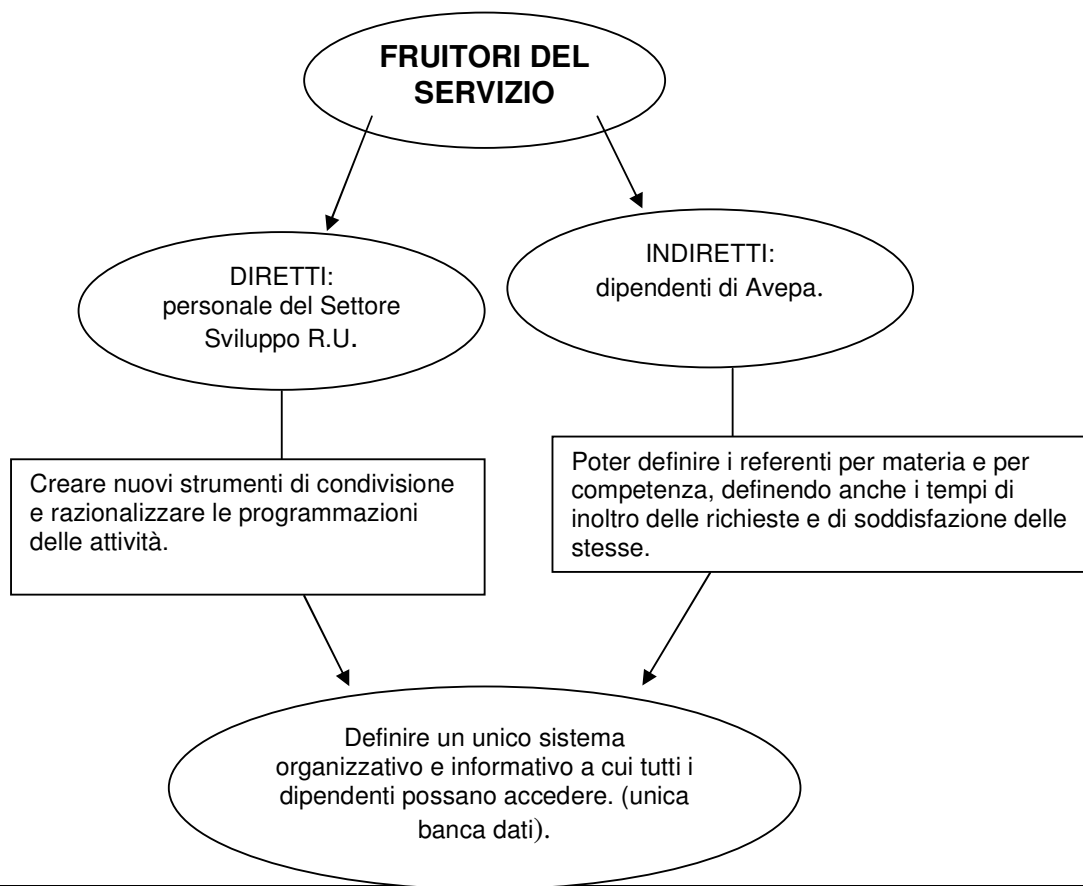 FRUITORI DEL
SERVIZIO
DIRETTI:
personale del Settore
Sviluppo R.U.
INDIRETTI:
dipendenti di Avepa.
Creare nuovi strumenti di condivisione
e razionalizzare le programmazioni
delle attività.
Poter definire i referenti per materia e per
competenza, definendo anche i tempi di
inoltro delle richieste e di soddisfazione delle
stesse.
Definire un unico sistema
organizzativo e informativo a cui tutti i
dipendenti possano accedere. (unica
banca dati).